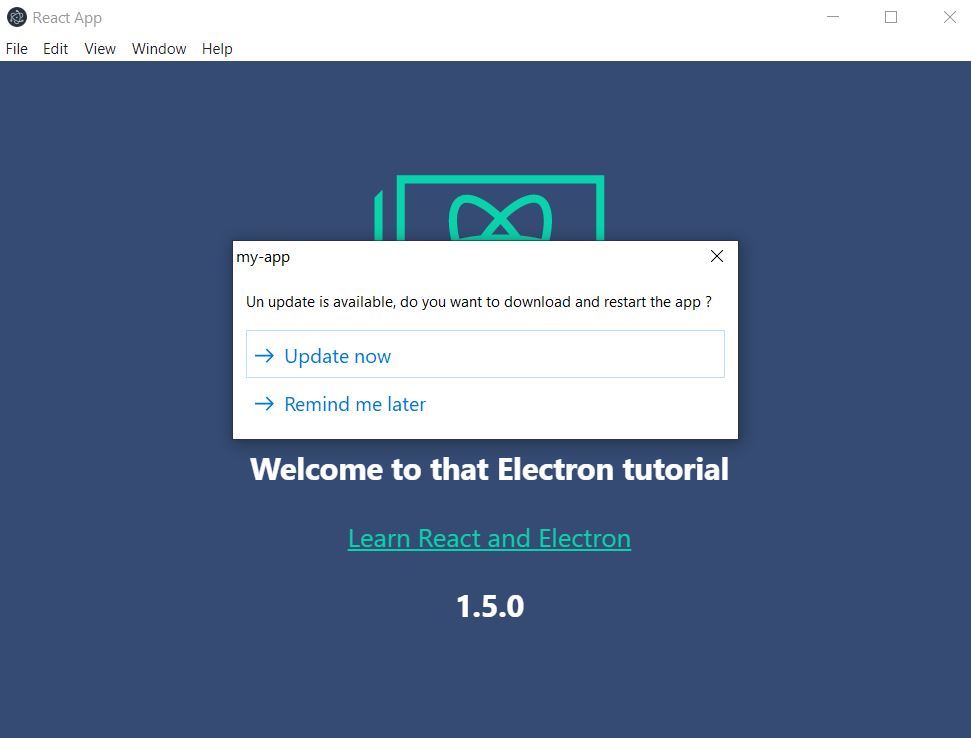 React App
File Edit View Window Help
my-app
Un update is available, do you want to download and restart the app ?
Update now
Remind me later
Welcome to that Electron tutorial
Learn React and Electron
1.5.0